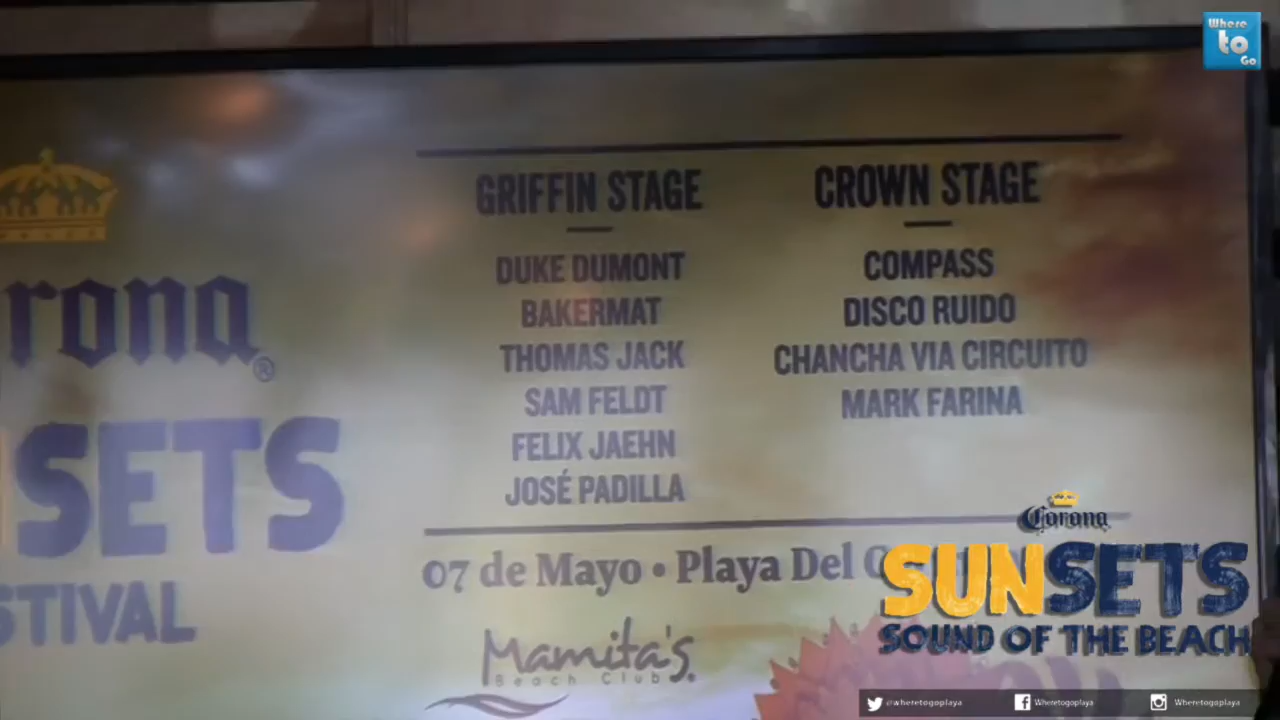 Where
to
Go
GRIFFIN STAGE
CROWN STAGE
DUKE DUMONT
BAKERMAT
THOMAS JACK
SAM FELDT
FELIX JAEHN
JOSÉ PADILLA
COMPASS
DISCO RUIDO
CHANCHA VIA CIRCUITO
MARK FARINA
rona®
SETS
STIVAL
07 de Mayo • Playa Del
Mamita's
Beach Club
Corona
SUNSETS
SOUND OF THE BEACH
@wheretogoplaya
Wheretogoplaya
Wheretogoplaya